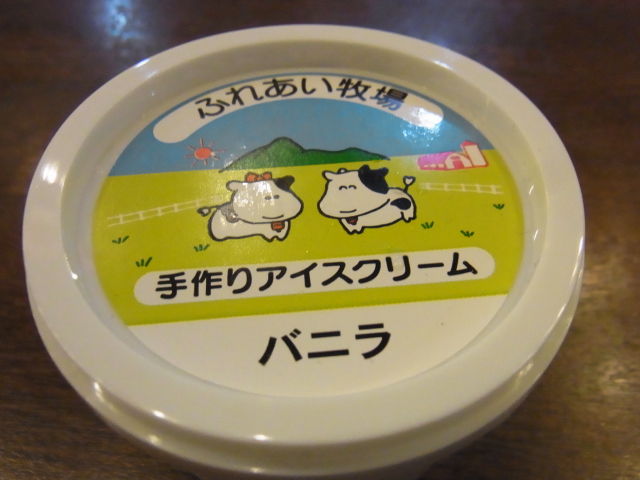 ふれあい牧場
手作りアイスクリーム
バニラ